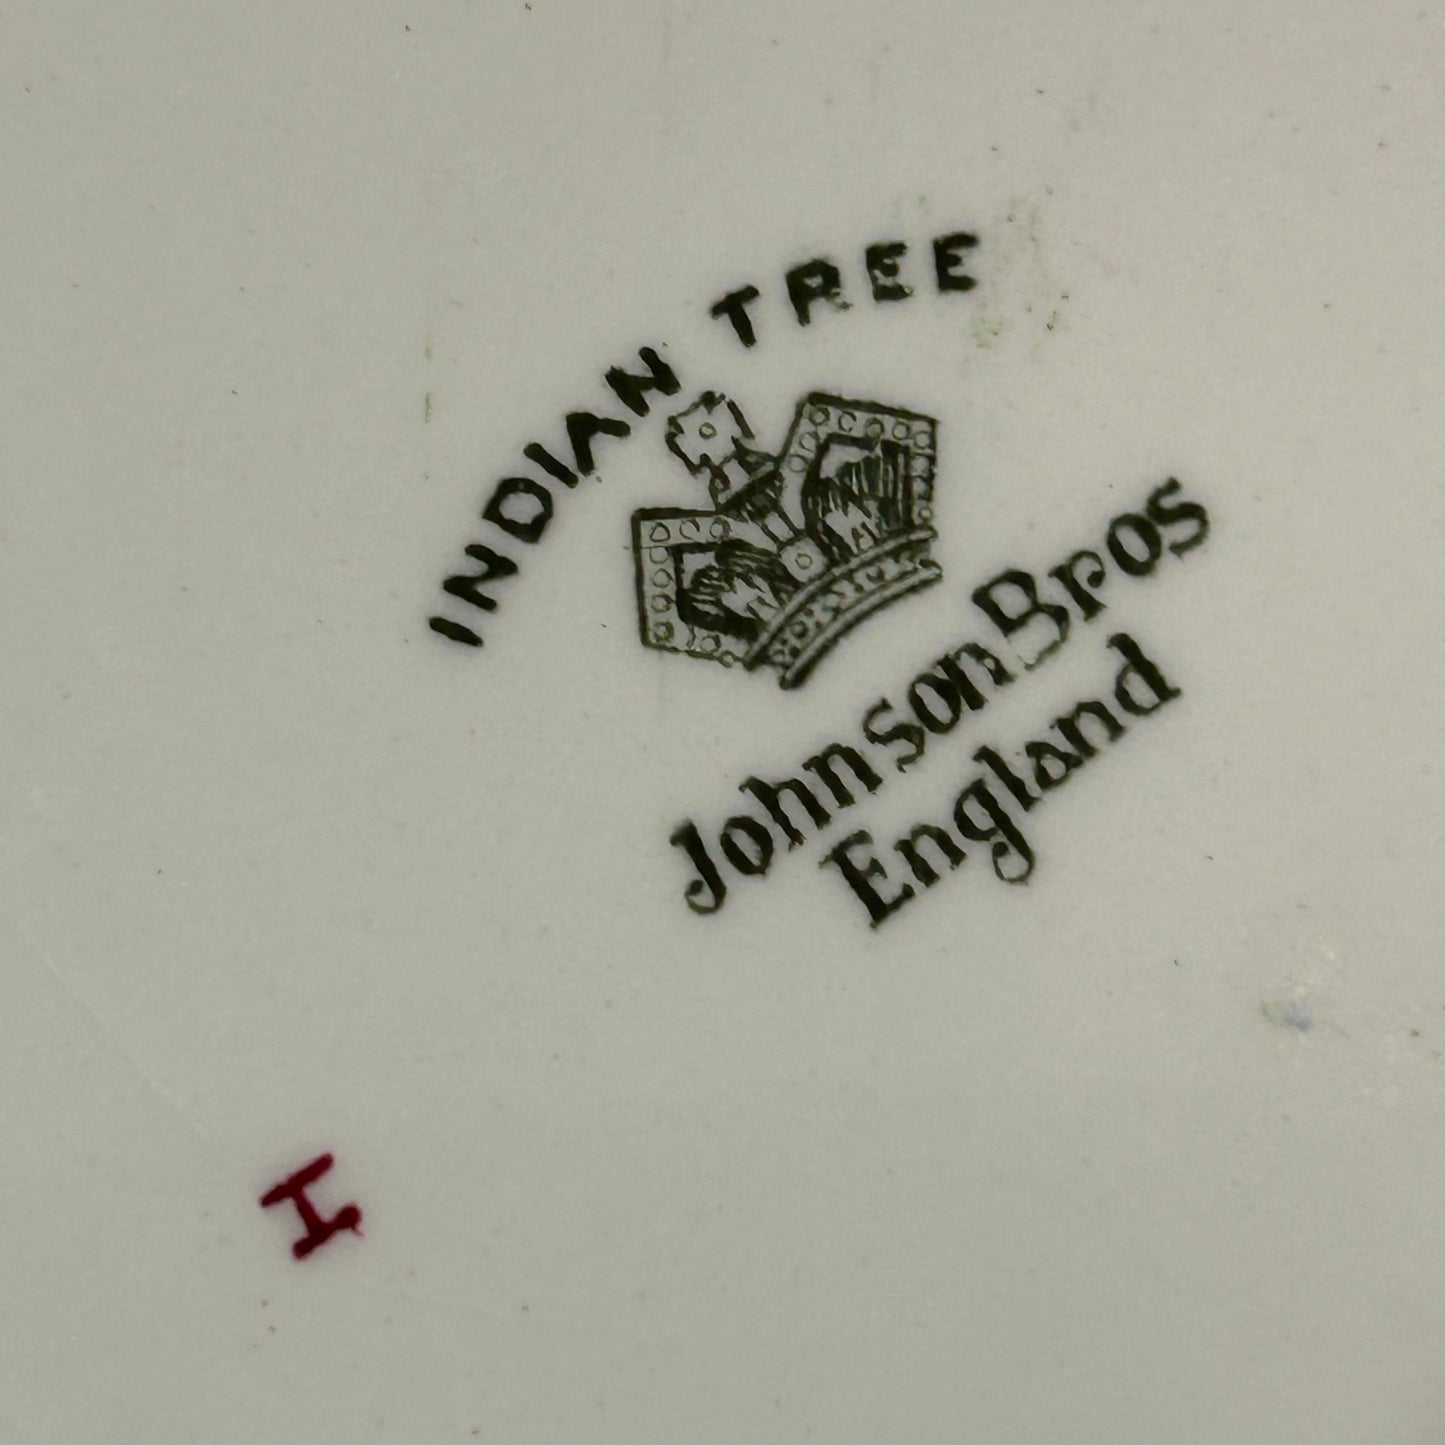 INDIAN TREE
Johnson Bros
England
I